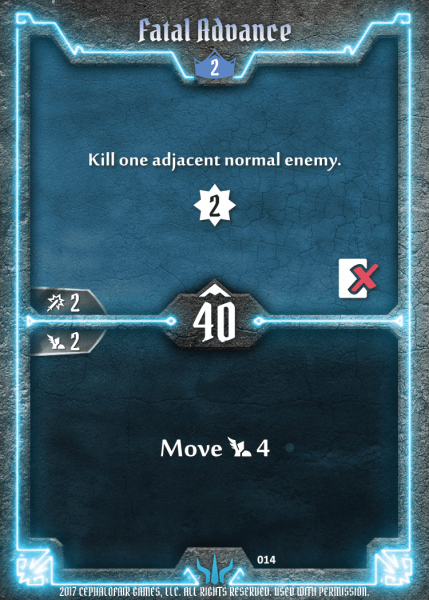 Fatal Advance
2
Kill one adjacent normal enemy.
2
2
40
2
Move 4
014
2017 CEPHALOFAIR GAMES, LLC. ALL RIGHTS RESERVED. USED WITH PERMISSION.